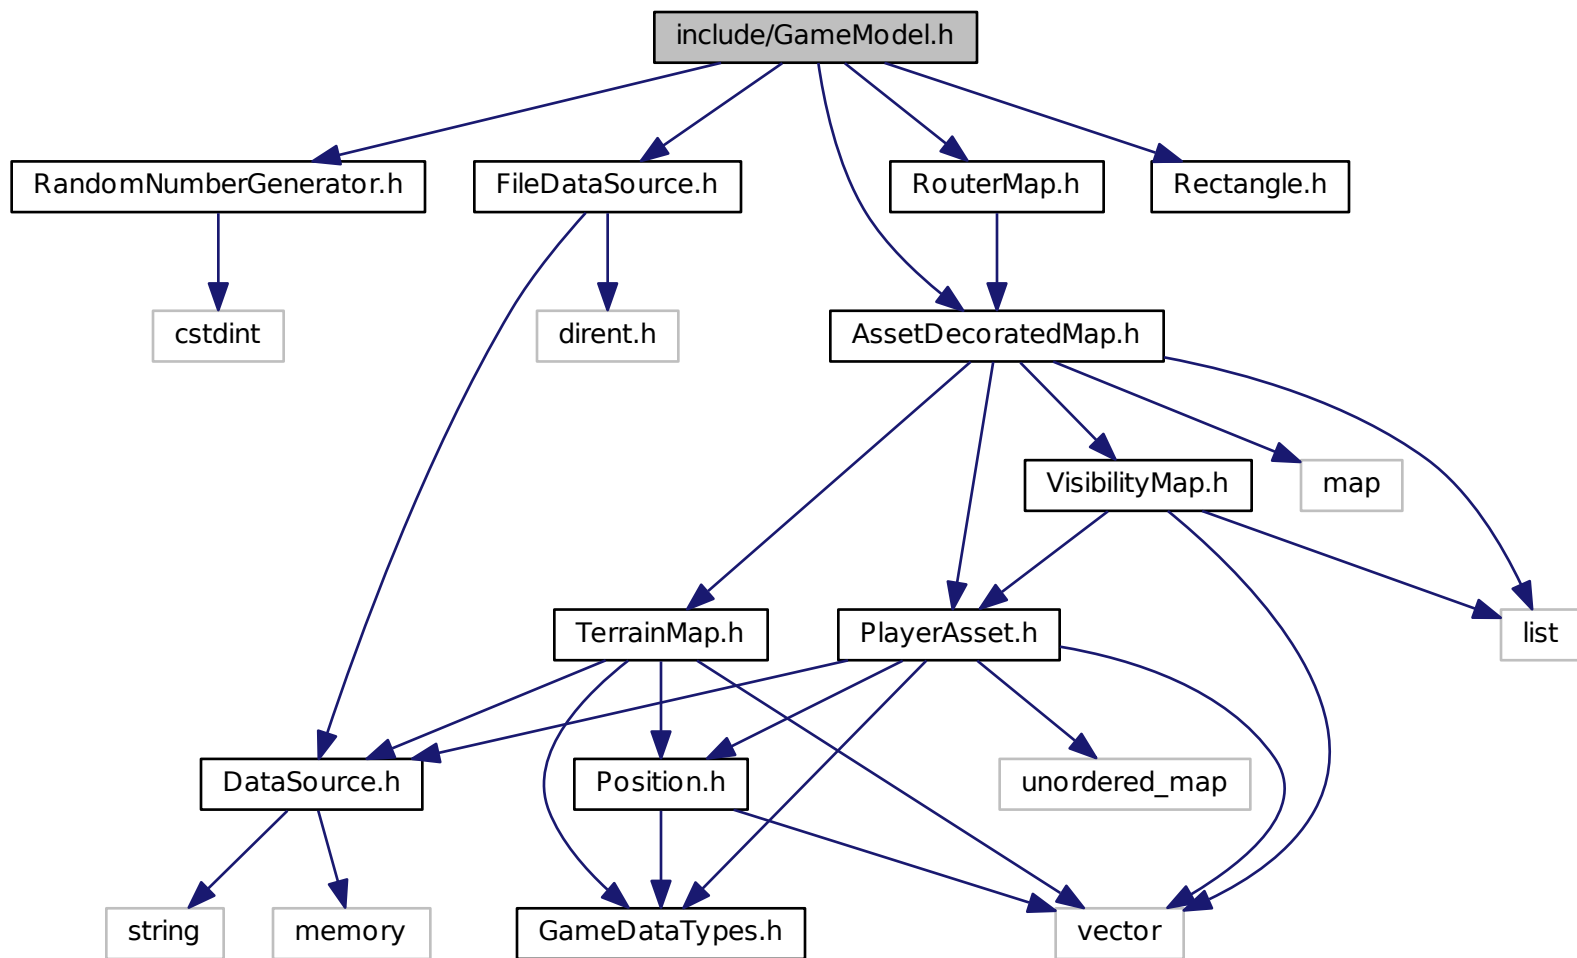 include/GameModel.h
RandomNumberGenerator.h
FileDataSource.h
RouterMap.h
Rectangle.h
cstdint
dirent.h
AssetDecoratedMap.h
VisibilityMap.h
map
TerrainMap.h
PlayerAsset.h
list
DataSource.h
Position.h
unordered_map
string
memory
GameDataTypes.h
vector